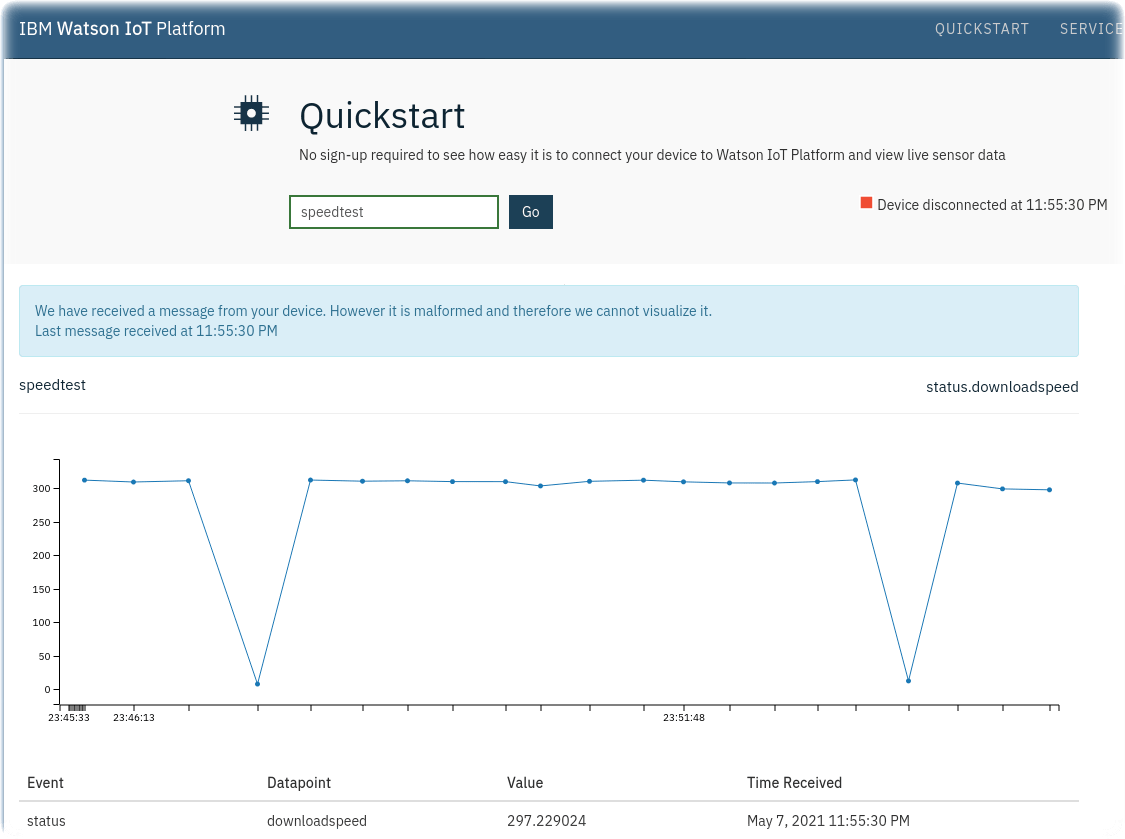 IBM Watson IoT Platform QUICKSTART SERVICE
Quickstart
No sign-up required to see how easy it is to connect your device to Watson IoT Platform and view live sensor data
speedtest Go Device disconnected at 11:55:30 PM
We have received a message from your device. However it is malformed and therefore we cannot visualize it.
Last message received at 11:55:30 PM
speedtest status.downloadspeed
300
250
200
150
100
50
0
23:45:33 23:46:13 23:51:48
Event Datapoint Value Time Received
status downloadspeed 297.229024 May 7, 2021 11:55:30 PM